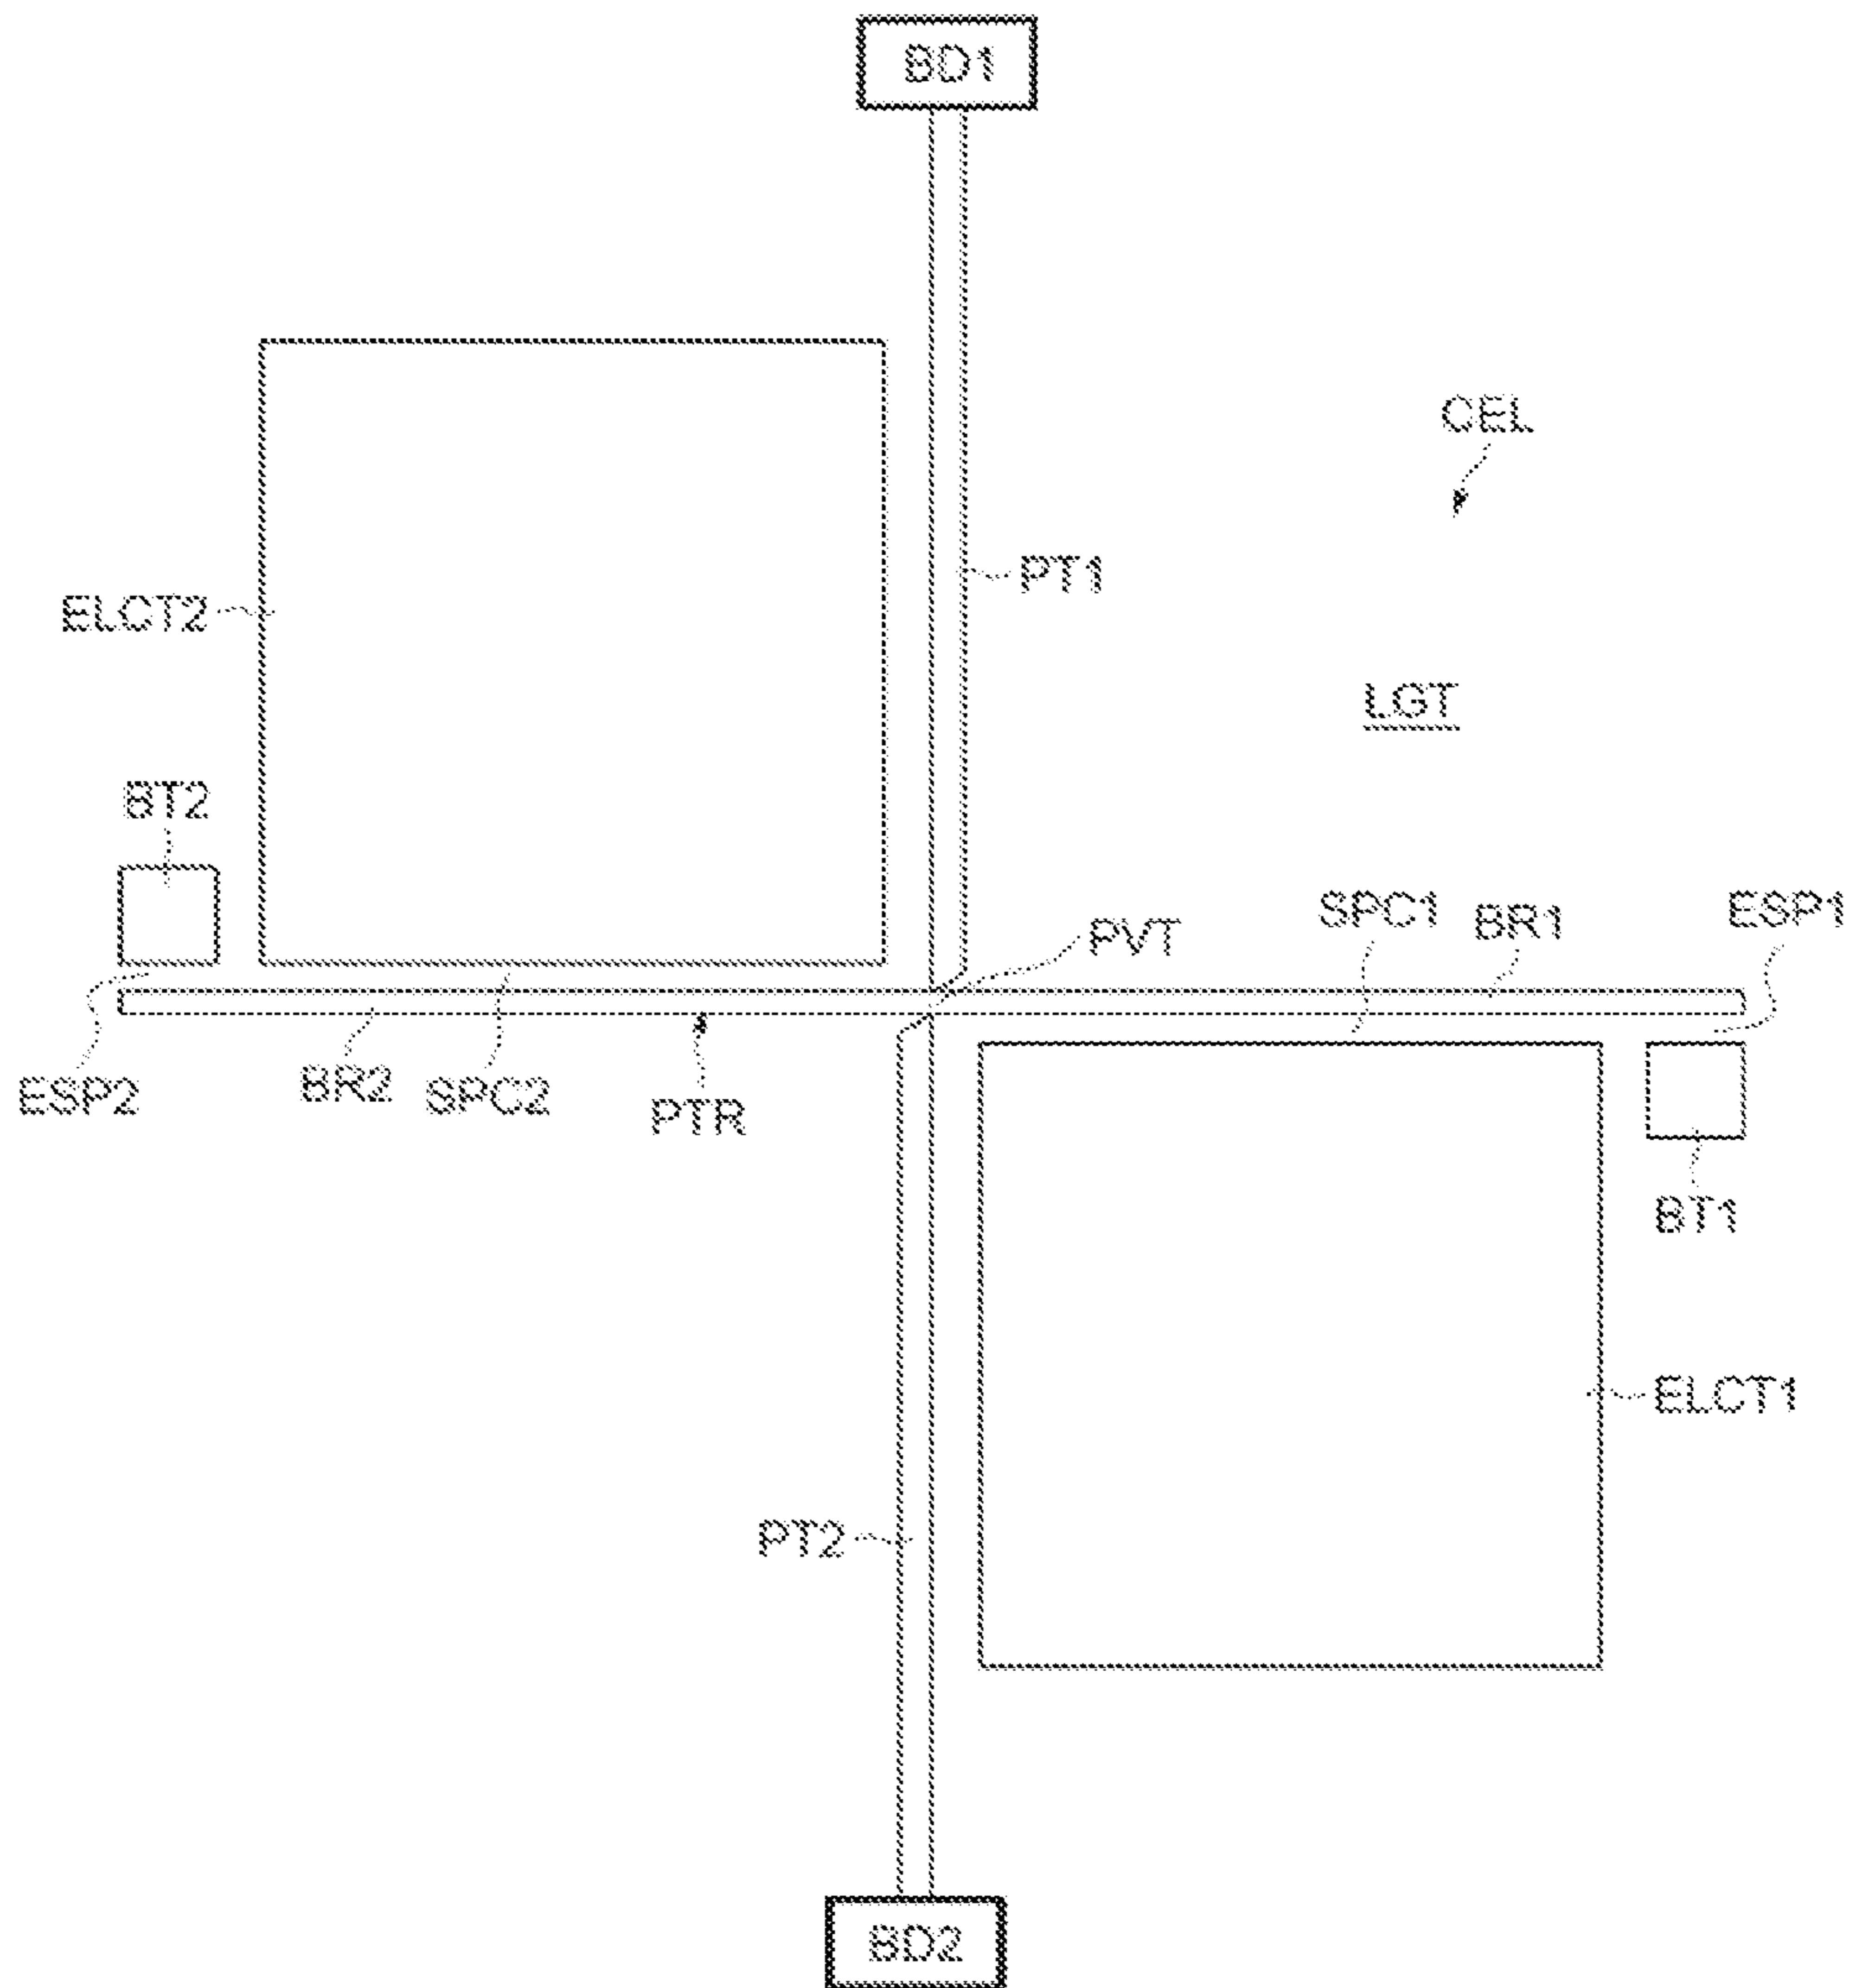 BD1
CEL
PT1
ELCT2
LGT
BT2
SPC1
BR1
ESP1
PVT
ESP2
BR2
SPC2
PTR
BT1
ELCT1
PT2
BD2